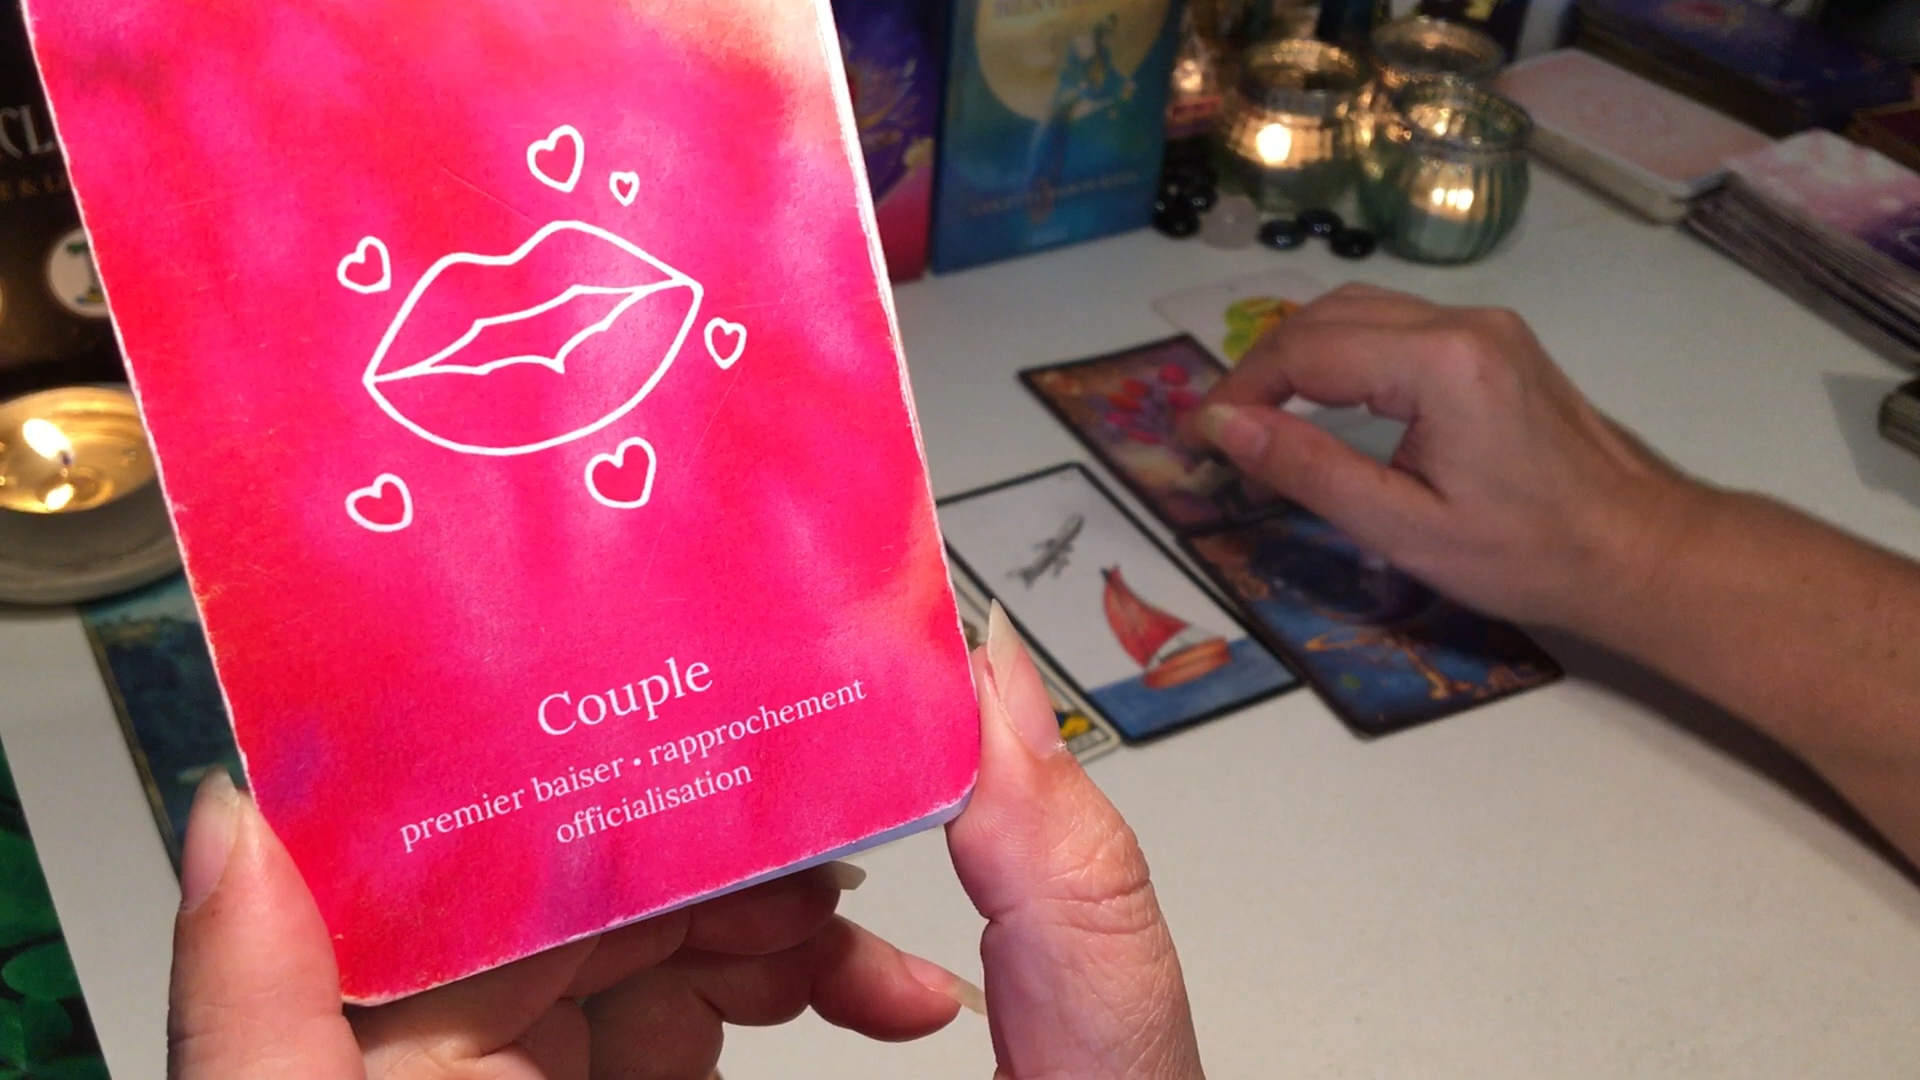 Couple
premier baiser • rapprochement
officialisation